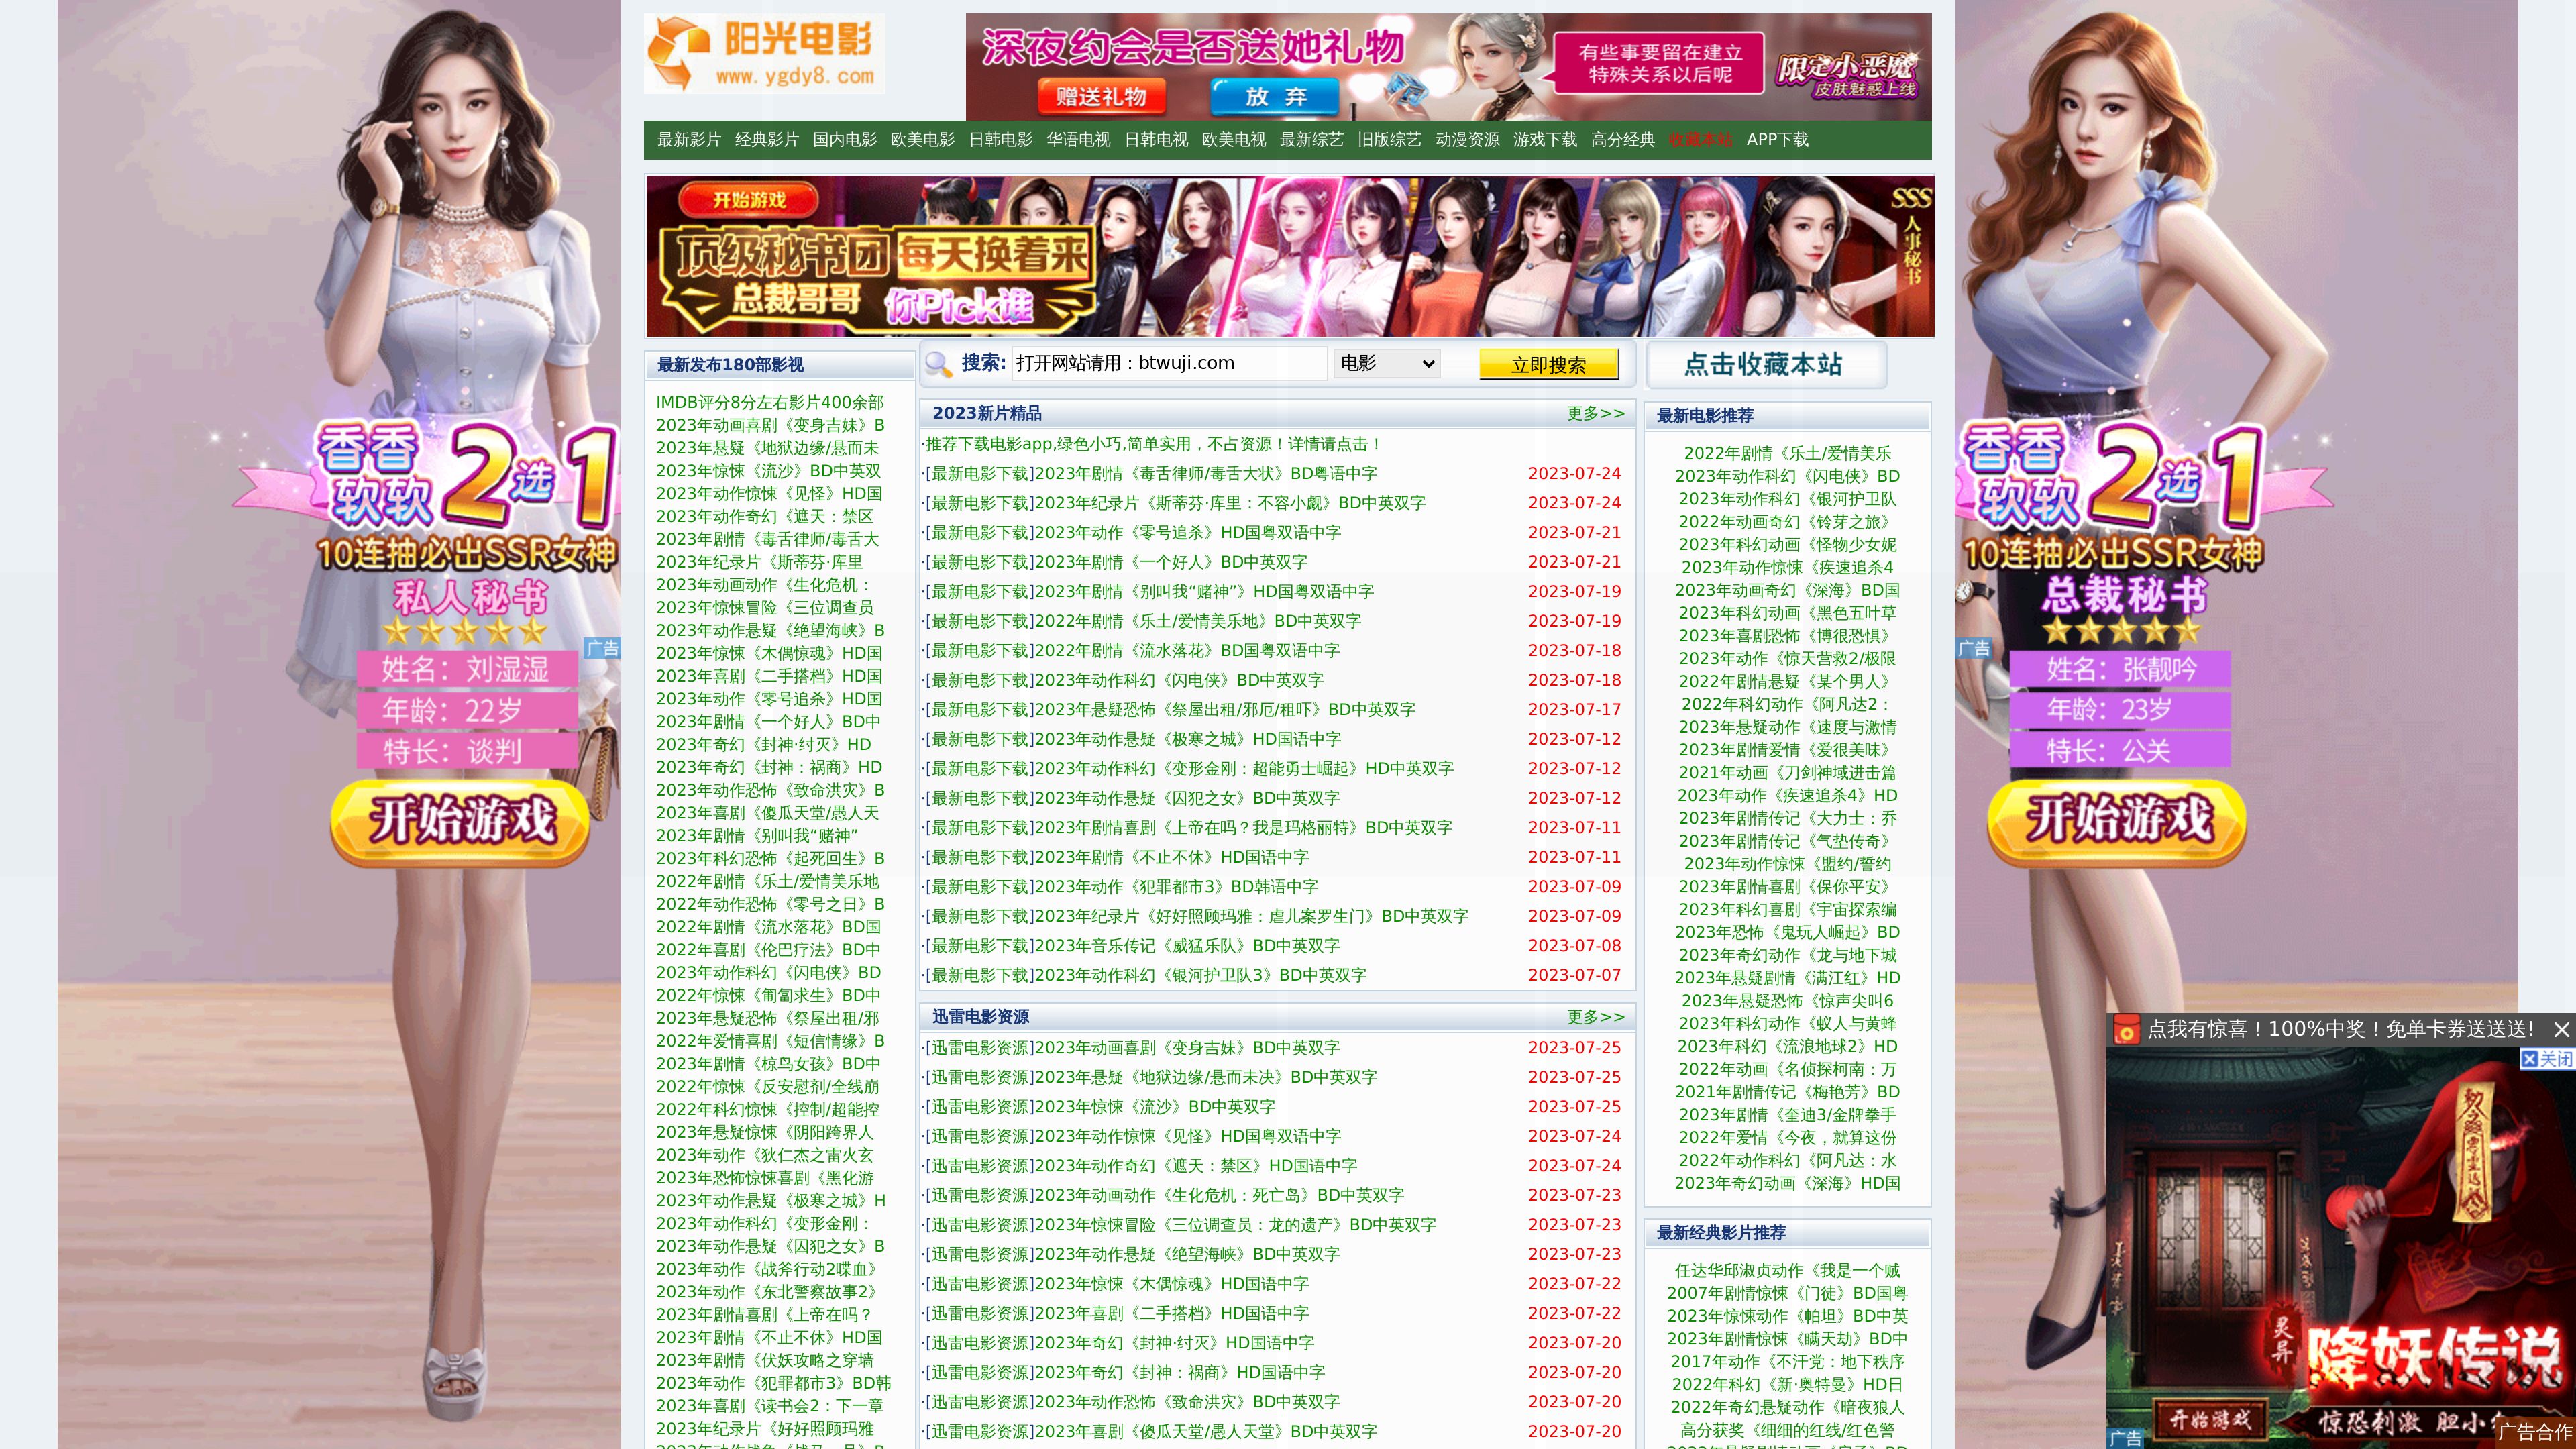 阳光电影
www.ygdy8.com
深夜约会是否送她礼物
赠送礼物
放 弃
有些事要留在建立
特殊关系以后呢
限定小恶魔
皮肤魅惑上线
最新影片 经典影片 国内电影 欧美电影 日韩电影 华语电视 日韩电视 欧美电视 最新综艺 旧版综艺 动漫资源 游戏下载 高分经典 收藏本站 APP下载
开始游戏
顶级秘书团 每天换着来
总裁哥哥 你Pick谁
SSS
人事秘书
香香
软软
2选1
10连抽必出SSR女神
私人秘书
广告
姓名：刘湿湿
年龄：22岁
特长：谈判
开始游戏
最新发布180部影视
IMDB评分8分左右影片400余部
2023年动画喜剧《变身吉妹》B
2023年悬疑《地狱边缘/悬而未
2023年惊悚《流沙》BD中英双
2023年动作惊悚《见怪》HD国
2023年动作奇幻《遮天：禁区
2023年剧情《毒舌律师/毒舌大
2023年纪录片《斯蒂芬·库里
2023年动画动作《生化危机：
2023年惊悚冒险《三位调查员
2023年动作悬疑《绝望海峡》B
2023年惊悚《木偶惊魂》HD国
2023年喜剧《二手搭档》HD国
2023年动作《零号追杀》HD国
2023年剧情《一个好人》BD中
2023年奇幻《封神·纣灭》HD
2023年奇幻《封神：祸商》HD
2023年动作恐怖《致命洪灾》B
2023年喜剧《傻瓜天堂/愚人天
2023年剧情《别叫我“赌神”
2023年科幻恐怖《起死回生》B
2022年剧情《乐土/爱情美乐地
2022年动作恐怖《零号之日》B
2022年剧情《流水落花》BD国
2022年喜剧《伦巴疗法》BD中
2023年动作科幻《闪电侠》BD
2022年惊悚《匍匐求生》BD中
2023年悬疑恐怖《祭屋出租/邪
2022年爱情喜剧《短信情缘》B
2023年剧情《椋鸟女孩》BD中
2022年惊悚《反安慰剂/全线崩
2022年科幻惊悚《控制/超能控
2023年悬疑惊悚《阴阳跨界人
2023年动作《狄仁杰之雷火玄
2023年恐怖惊悚喜剧《黑化游
2023年动作悬疑《极寒之城》H
2023年动作科幻《变形金刚：
2023年动作悬疑《囚犯之女》B
2023年动作《战斧行动2喋血》
2023年动作《东北警察故事2》
2023年剧情喜剧《上帝在吗？
2023年剧情《不止不休》HD国
2023年剧情《伏妖攻略之穿墙
2023年动作《犯罪都市3》BD韩
2023年喜剧《读书会2：下一章
2023年纪录片《好好照顾玛雅
搜索: 打开网站请用：btwuji.com 电影 立即搜索
2023新片精品 更多>>
·推荐下载电影app,绿色小巧,简单实用，不占资源！详情请点击！
·[最新电影下载]2023年剧情《毒舌律师/毒舌大状》BD粤语中字 2023-07-24
·[最新电影下载]2023年纪录片《斯蒂芬·库里：不容小觑》BD中英双字 2023-07-24
·[最新电影下载]2023年动作《零号追杀》HD国粤双语中字 2023-07-21
·[最新电影下载]2023年剧情《一个好人》BD中英双字 2023-07-21
·[最新电影下载]2023年剧情《别叫我“赌神”》HD国粤双语中字 2023-07-19
·[最新电影下载]2022年剧情《乐土/爱情美乐地》BD中英双字 2023-07-19
·[最新电影下载]2022年剧情《流水落花》BD国粤双语中字 2023-07-18
·[最新电影下载]2023年动作科幻《闪电侠》BD中英双字 2023-07-18
·[最新电影下载]2023年悬疑恐怖《祭屋出租/邪厄/租吓》BD中英双字 2023-07-17
·[最新电影下载]2023年动作悬疑《极寒之城》HD国语中字 2023-07-12
·[最新电影下载]2023年动作科幻《变形金刚：超能勇士崛起》HD中英双字 2023-07-12
·[最新电影下载]2023年动作悬疑《囚犯之女》BD中英双字 2023-07-12
·[最新电影下载]2023年剧情喜剧《上帝在吗？我是玛格丽特》BD中英双字 2023-07-11
·[最新电影下载]2023年剧情《不止不休》HD国语中字 2023-07-11
·[最新电影下载]2023年动作《犯罪都市3》BD韩语中字 2023-07-09
·[最新电影下载]2023年纪录片《好好照顾玛雅：虐儿案罗生门》BD中英双字 2023-07-09
·[最新电影下载]2023年音乐传记《威猛乐队》BD中英双字 2023-07-08
·[最新电影下载]2023年动作科幻《银河护卫队3》BD中英双字 2023-07-07
迅雷电影资源 更多>>
·[迅雷电影资源]2023年动画喜剧《变身吉妹》BD中英双字 2023-07-25
·[迅雷电影资源]2023年悬疑《地狱边缘/悬而未决》BD中英双字 2023-07-25
·[迅雷电影资源]2023年惊悚《流沙》BD中英双字 2023-07-25
·[迅雷电影资源]2023年动作惊悚《见怪》HD国粤双语中字 2023-07-24
·[迅雷电影资源]2023年动作奇幻《遮天：禁区》HD国语中字 2023-07-24
·[迅雷电影资源]2023年动画动作《生化危机：死亡岛》BD中英双字 2023-07-23
·[迅雷电影资源]2023年惊悚冒险《三位调查员：龙的遗产》BD中英双字 2023-07-23
·[迅雷电影资源]2023年动作悬疑《绝望海峡》BD中英双字 2023-07-23
·[迅雷电影资源]2023年惊悚《木偶惊魂》HD国语中字 2023-07-22
·[迅雷电影资源]2023年喜剧《二手搭档》HD国语中字 2023-07-22
·[迅雷电影资源]2023年奇幻《封神·纣灭》HD国语中字 2023-07-20
·[迅雷电影资源]2023年奇幻《封神：祸商》HD国语中字 2023-07-20
·[迅雷电影资源]2023年动作恐怖《致命洪灾》BD中英双字 2023-07-20
·[迅雷电影资源]2023年喜剧《傻瓜天堂/愚人天堂》BD中英双字 2023-07-20
点击收藏本站
最新电影推荐
2022年剧情《乐土/爱情美乐
2023年动作科幻《闪电侠》BD
2023年动作科幻《银河护卫队
2022年动画奇幻《铃芽之旅》
2023年科幻动画《怪物少女妮
2023年动作惊悚《疾速追杀4
2023年动画奇幻《深海》BD国
2023年科幻动画《黑色五叶草
2023年喜剧恐怖《博很恐惧》
2023年动作《惊天营救2/极限
2022年剧情悬疑《某个男人》
2022年科幻动作《阿凡达2：
2023年悬疑动作《速度与激情
2023年剧情爱情《爱很美味》
2021年动画《刀剑神域进击篇
2023年动作《疾速追杀4》HD
2023年剧情传记《大力士：乔
2023年剧情传记《气垫传奇》
2023年动作惊悚《盟约/誓约
2023年剧情喜剧《保你平安》
2023年科幻喜剧《宇宙探索编
2023年恐怖《鬼玩人崛起》BD
2023年奇幻动作《龙与地下城
2023年悬疑剧情《满江红》HD
2023年悬疑恐怖《惊声尖叫6
2023年科幻动作《蚁人与黄蜂
2023年科幻《流浪地球2》HD
2022年动画《名侦探柯南：万
2021年剧情传记《梅艳芳》BD
2023年剧情《奎迪3/金牌拳手
2022年爱情《今夜，就算这份
2022年动作科幻《阿凡达：水
2023年奇幻动画《深海》HD国
最新经典影片推荐
任达华邱淑贞动作《我是一个贼
2007年剧情惊悚《门徒》BD国粤
2023年惊悚动作《帕坦》BD中英
2023年剧情惊悚《瞒天劫》BD中
2017年动作《不汗党：地下秩序
2022年科幻《新·奥特曼》HD日
2022年奇幻悬疑动作《暗夜狼人
高分获奖《细细的红线/红色警
香香
软软
2选1
10连抽必出SSR女神
总裁秘书
广告
姓名：张靓吟
年龄：23岁
特长：公关
开始游戏
点我有惊喜！100%中奖！免单卡券送送送!
关闭
灵异
降妖传说
开始游戏
惊恐刺激 胆小
广告合作
广告